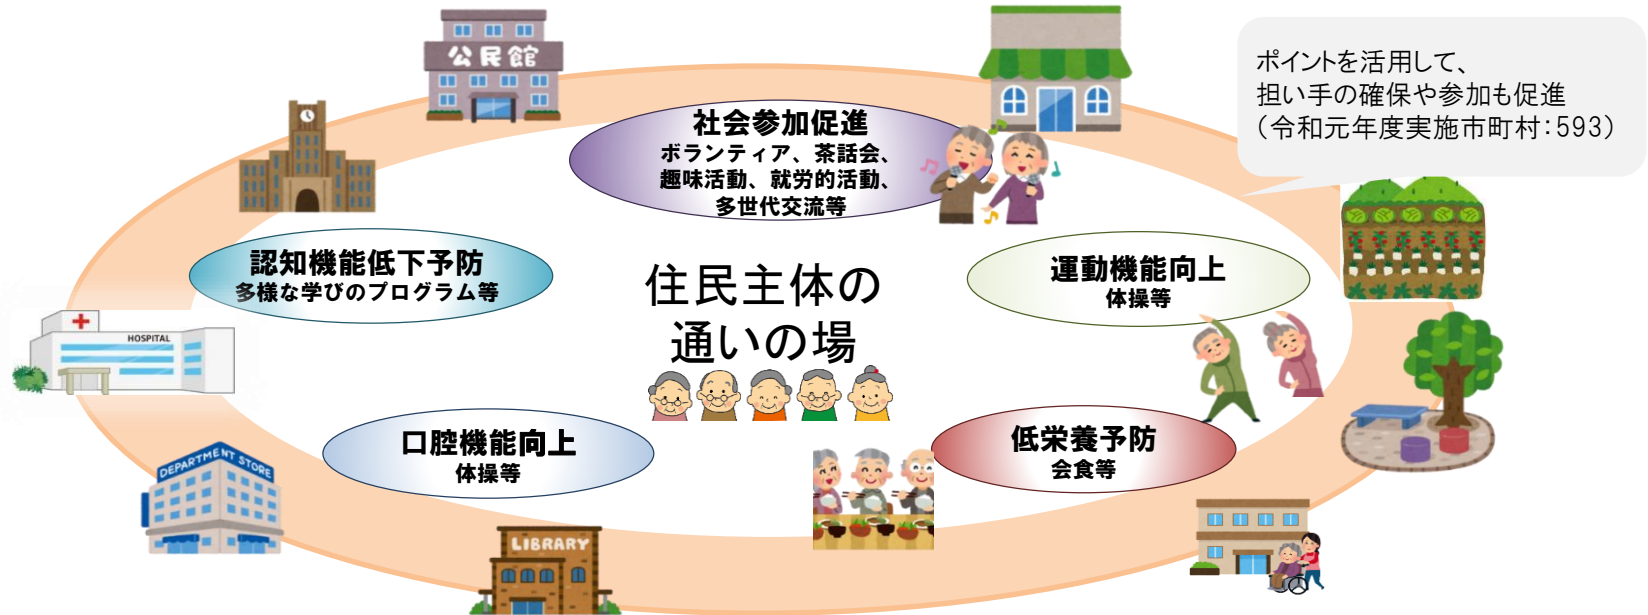 公民館
ポイントを活用して、
担い手の確保や参加も促進
（令和元年度実施市町村：593）
社会参加促進
ボランティア、茶話会、
趣味活動、就労的活動、
多世代交流等
認知機能低下予防
多様な学びのプログラム等
住民主体の
通いの場
運動機能向上
体操等
HOSPITAL
口腔機能向上
体操等
低栄養予防
会食等
DEPARTMENT STORE
LIBRARY